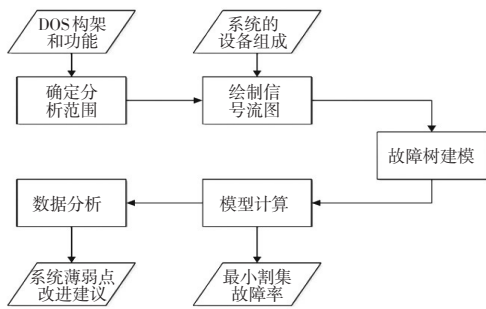 DOS构架
和功能
系统的
设备组成
确定分
析范围
绘制信
号流图
故障树建模
数据分析
模型计算
系统薄弱点
改进建议
最小割集
故障率